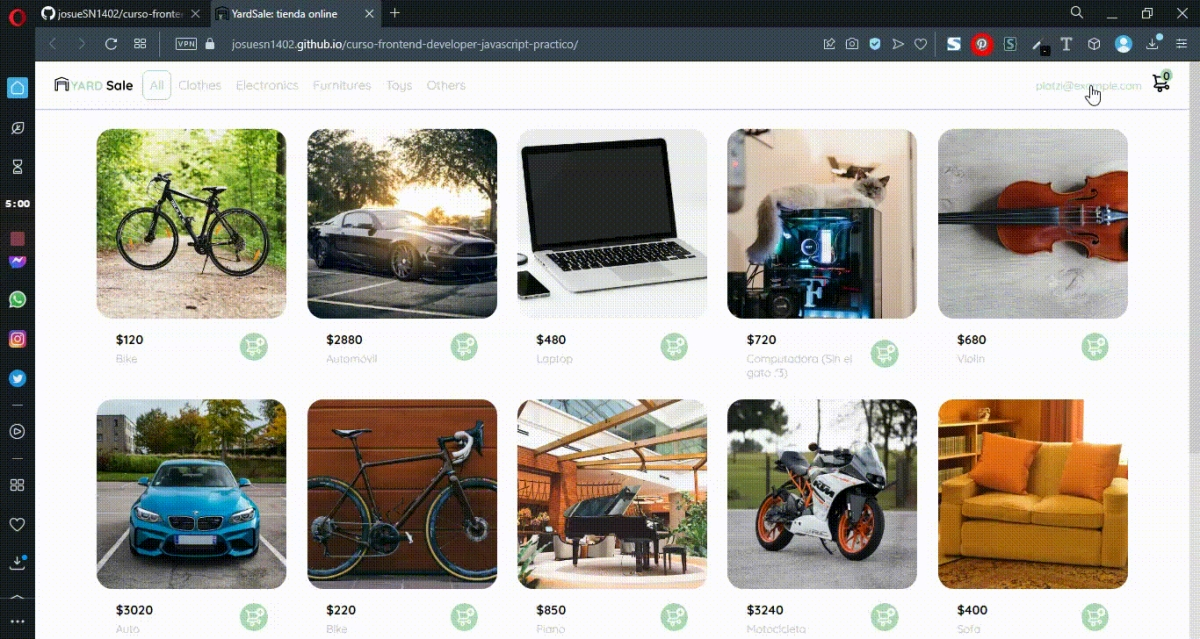 josueSN1402/curso-fronte
YardSale: tienda online
VPN
josuesn1402.github.io/curso-frontend-developer-javascript-practico/
YARD Sale
All
Clothes
Electronics
Furnitures
Toys
Others
platzi@example.com
0
5:00
$120
Bike
$2880
Automóvil
$480
Laptop
$720
Computadora (Sin el
gato :'3)
$680
Violín
$3020
Auto
$220
Bike
$850
Piano
$3240
Motocicleta
$400
Sofa